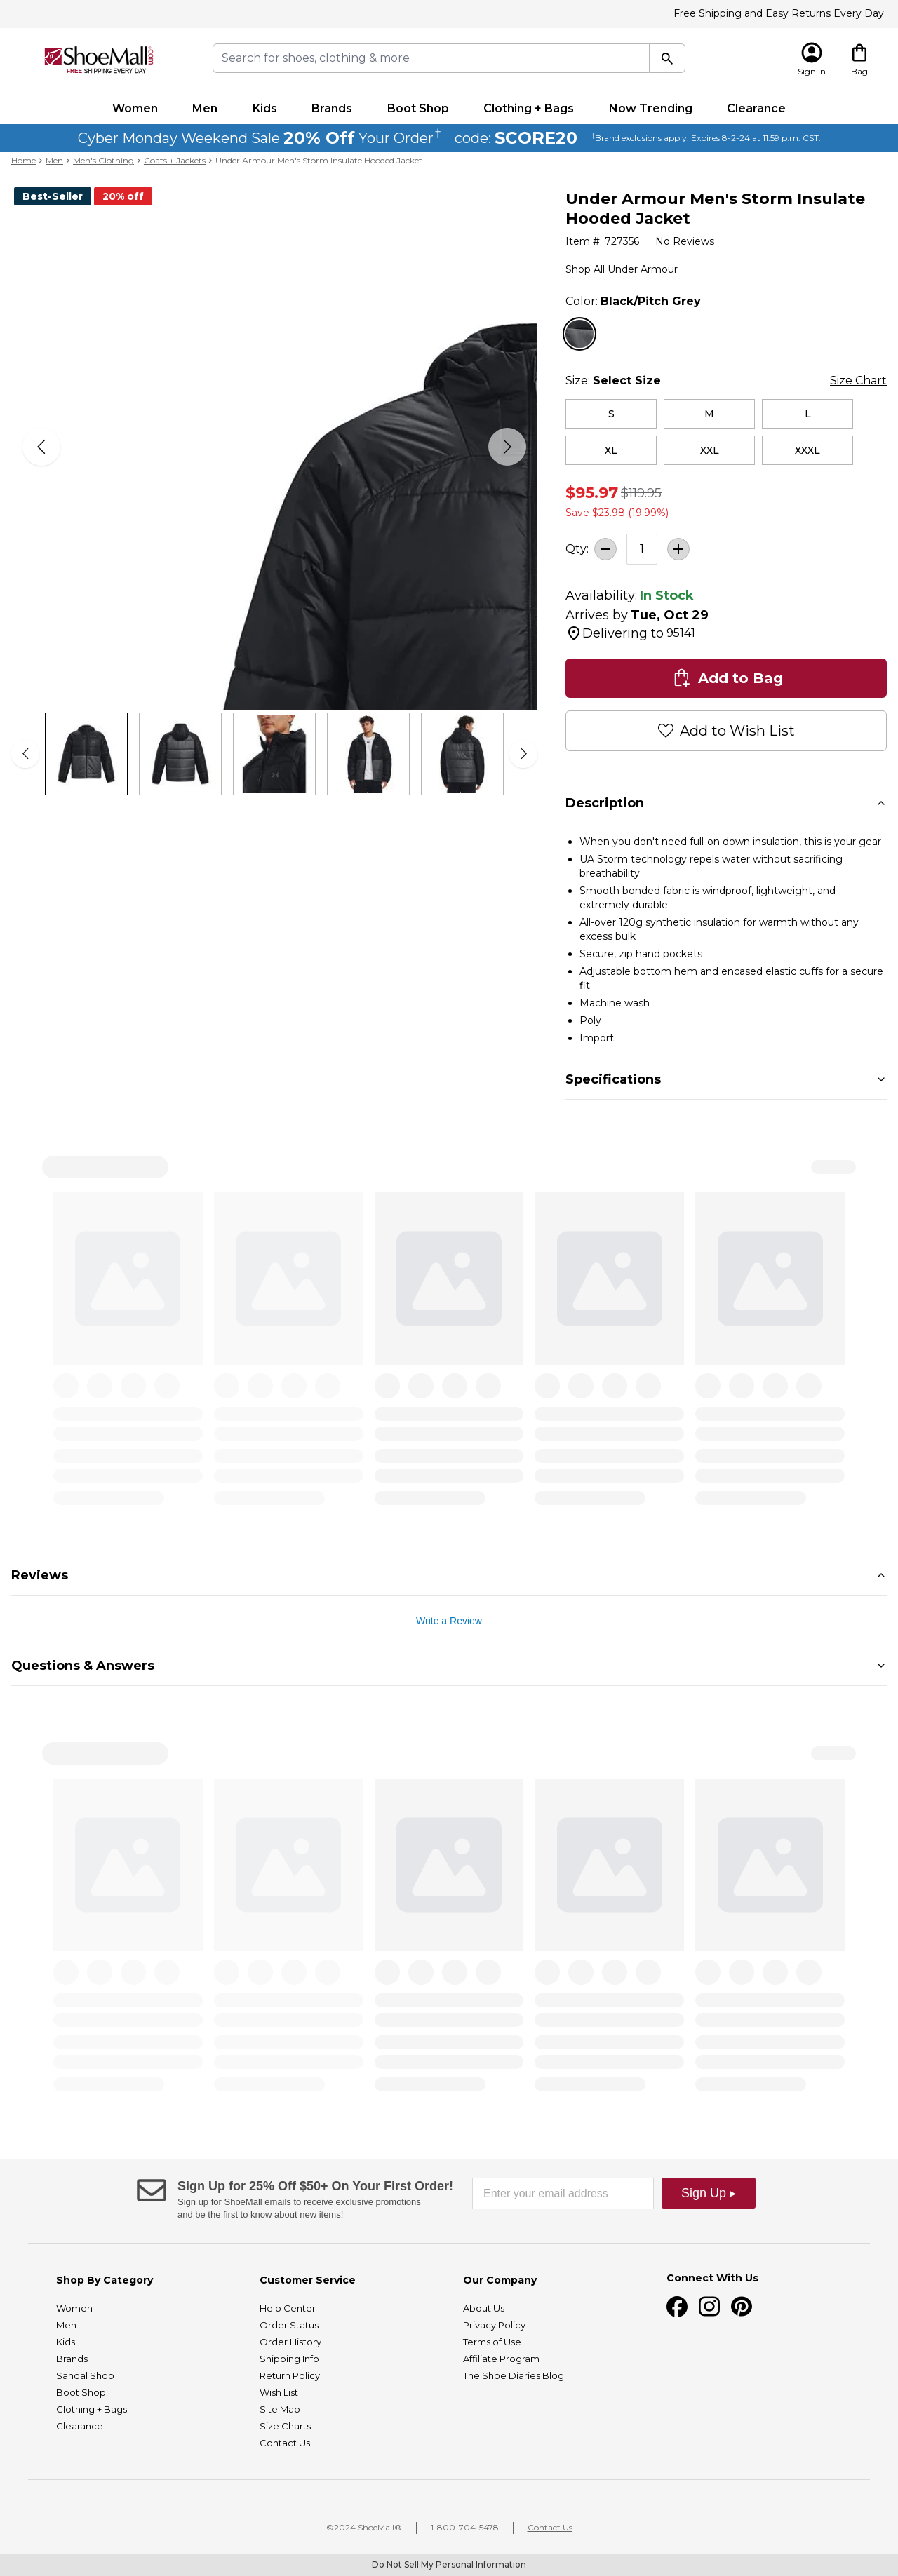 Free Shipping and Easy Returns Every Day
ShoeMall.com
FREE SHIPPING EVERY DAY
Search for shoes, clothing & more
Sign In
Bag
Women Men Kids Brands Boot Shop Clothing + Bags Now Trending Clearance
Cyber Monday Weekend Sale 20% Off Your Order† code: SCORE20 †Brand exclusions apply. Expires 8-2-24 at 11:59 p.m. CST.
Home > Men > Men's Clothing > Coats + Jackets > Under Armour Men's Storm Insulate Hooded Jacket
Best-Seller 20% off
Under Armour Men's Storm Insulate
Hooded Jacket
Item #: 727356 No Reviews
Shop All Under Armour
Color: Black/Pitch Grey
Size: Select Size Size Chart
S M L
XL XXL XXXL
$95.97 $119.95
Save $23.98 (19.99%)
Qty: 1
Availability: In Stock
Arrives by Tue, Oct 29
Delivering to 95141
Add to Bag
Add to Wish List
Description
When you don't need full-on down insulation, this is your gear
UA Storm technology repels water without sacrificing
breathability
Smooth bonded fabric is windproof, lightweight, and
extremely durable
All-over 120g synthetic insulation for warmth without any
excess bulk
Secure, zip hand pockets
Adjustable bottom hem and encased elastic cuffs for a secure
fit
Machine wash
Poly
Import
Specifications
Reviews
Write a Review
Questions & Answers
Sign Up for 25% Off $50+ On Your First Order!
Sign up for ShoeMall emails to receive exclusive promotions
and be the first to know about new items!
Enter your email address
Sign Up ▸
Shop By Category
Women
Men
Kids
Brands
Sandal Shop
Boot Shop
Clothing + Bags
Clearance
Customer Service
Help Center
Order Status
Order History
Shipping Info
Return Policy
Wish List
Site Map
Size Charts
Contact Us
Our Company
About Us
Privacy Policy
Terms of Use
Affiliate Program
The Shoe Diaries Blog
Connect With Us
©2024 ShoeMall® 1-800-704-5478 Contact Us
Do Not Sell My Personal Information